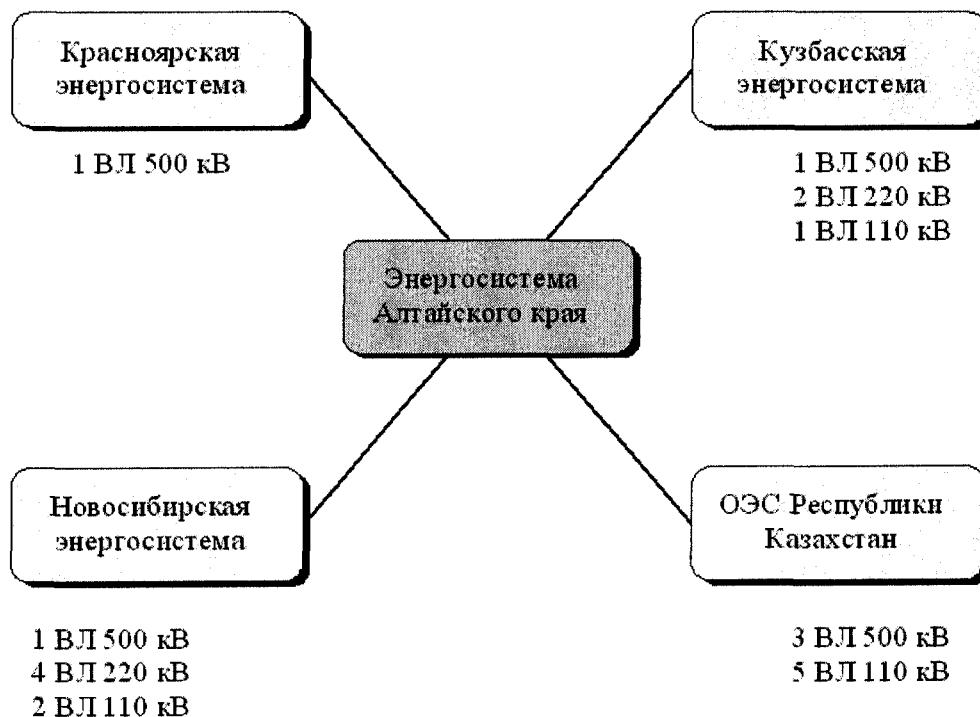 Красноярская
энергосистема
1 ВЛ 500 кВ
Кузбасская
энергосистема
1 ВЛ 500 кВ
2 ВЛ 220 кВ
1 ВЛ 110 кВ
Энергосистема
Алтайского края
Новосибирская
энергосистема
1 ВЛ 500 кВ
4 ВЛ 220 кВ
2 ВЛ 110 кВ
ОЭС Республики
Казахстан
3 ВЛ 500 кВ
5 ВЛ 110 кВ